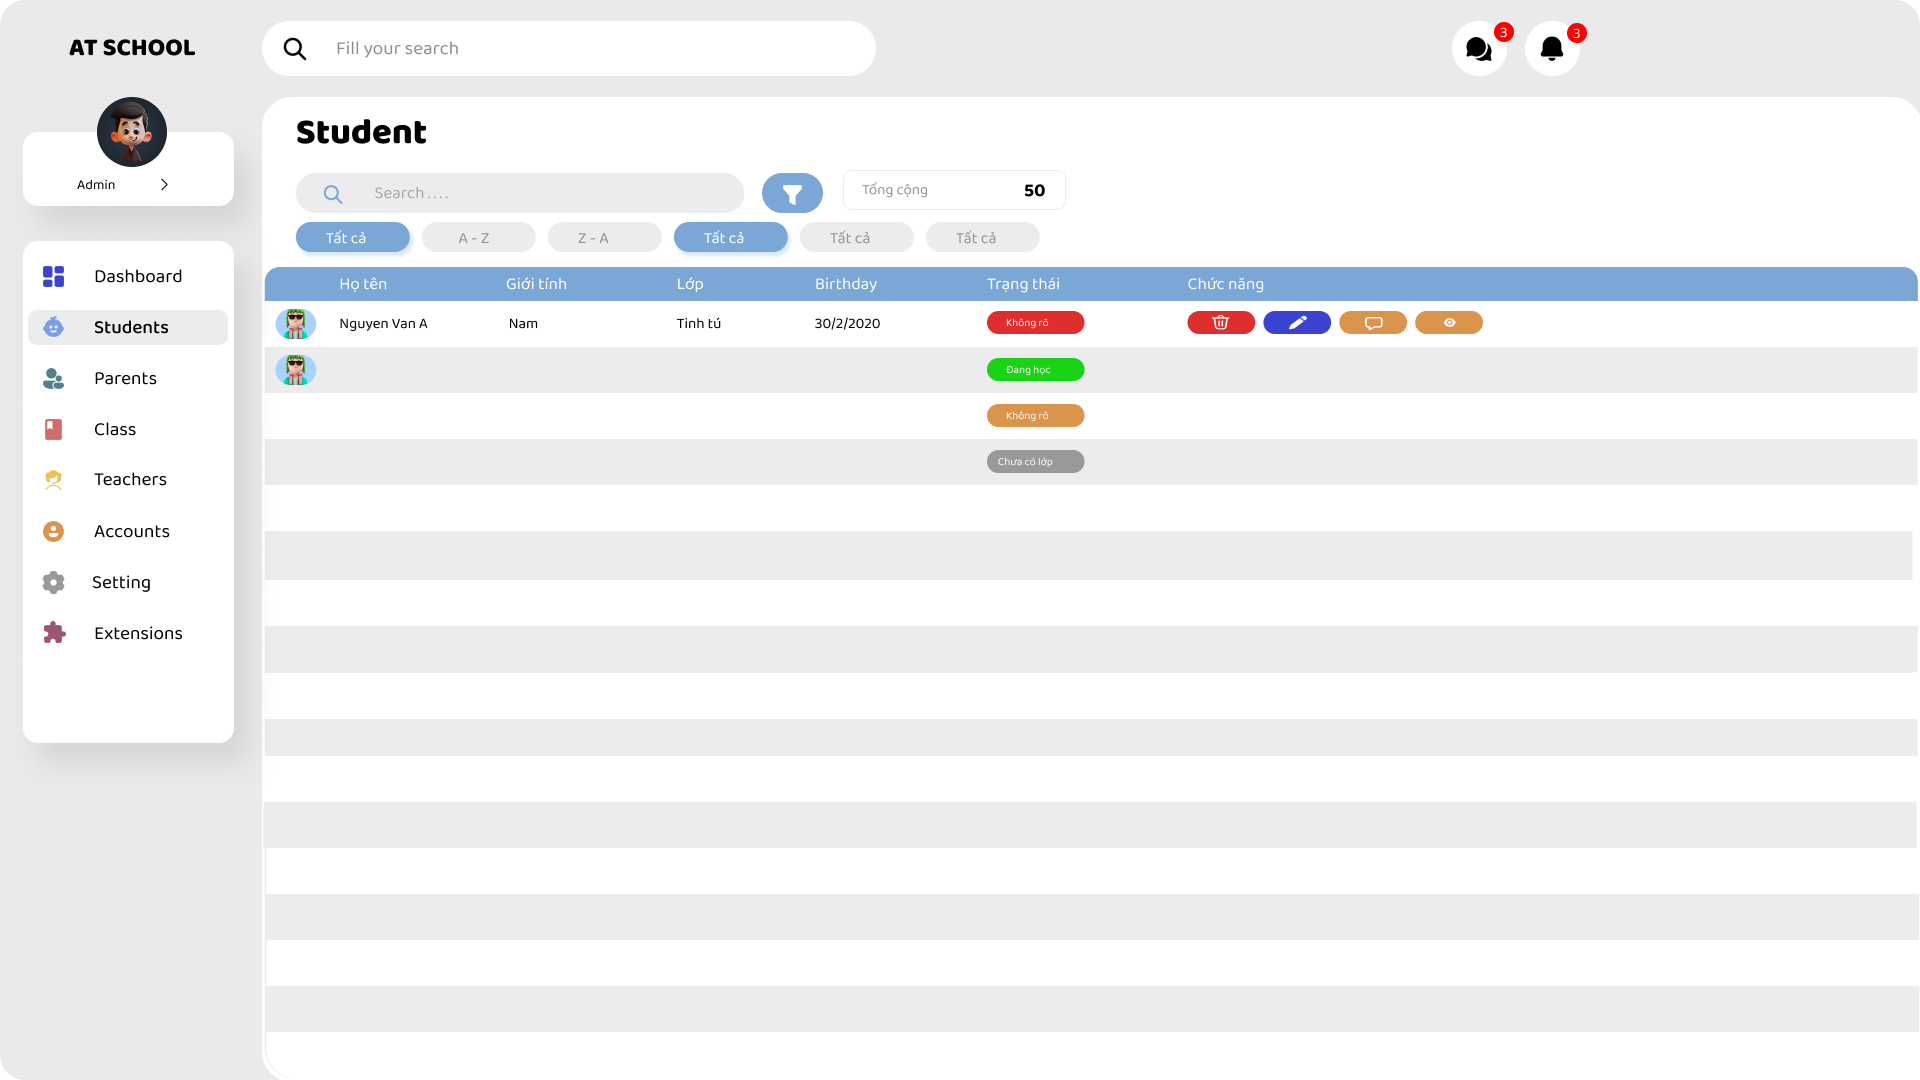 AT SCHOOL
Fill your search
3
3
Admin
Student
Search . . . .
Tổng cộng
50
Tất cả
A - Z
Z - A
Tất cả
Tất cả
Tất cả
Dashboard
Students
Parents
Class
Teachers
Accounts
Setting
Extensions
Họ tên
Giới tính
Lớp
Birthday
Trạng thái
Chức năng
Nguyen Van A
Nam
Tinh tú
30/2/2020
Không rõ
Đang học
Không rõ
Chưa có lớp